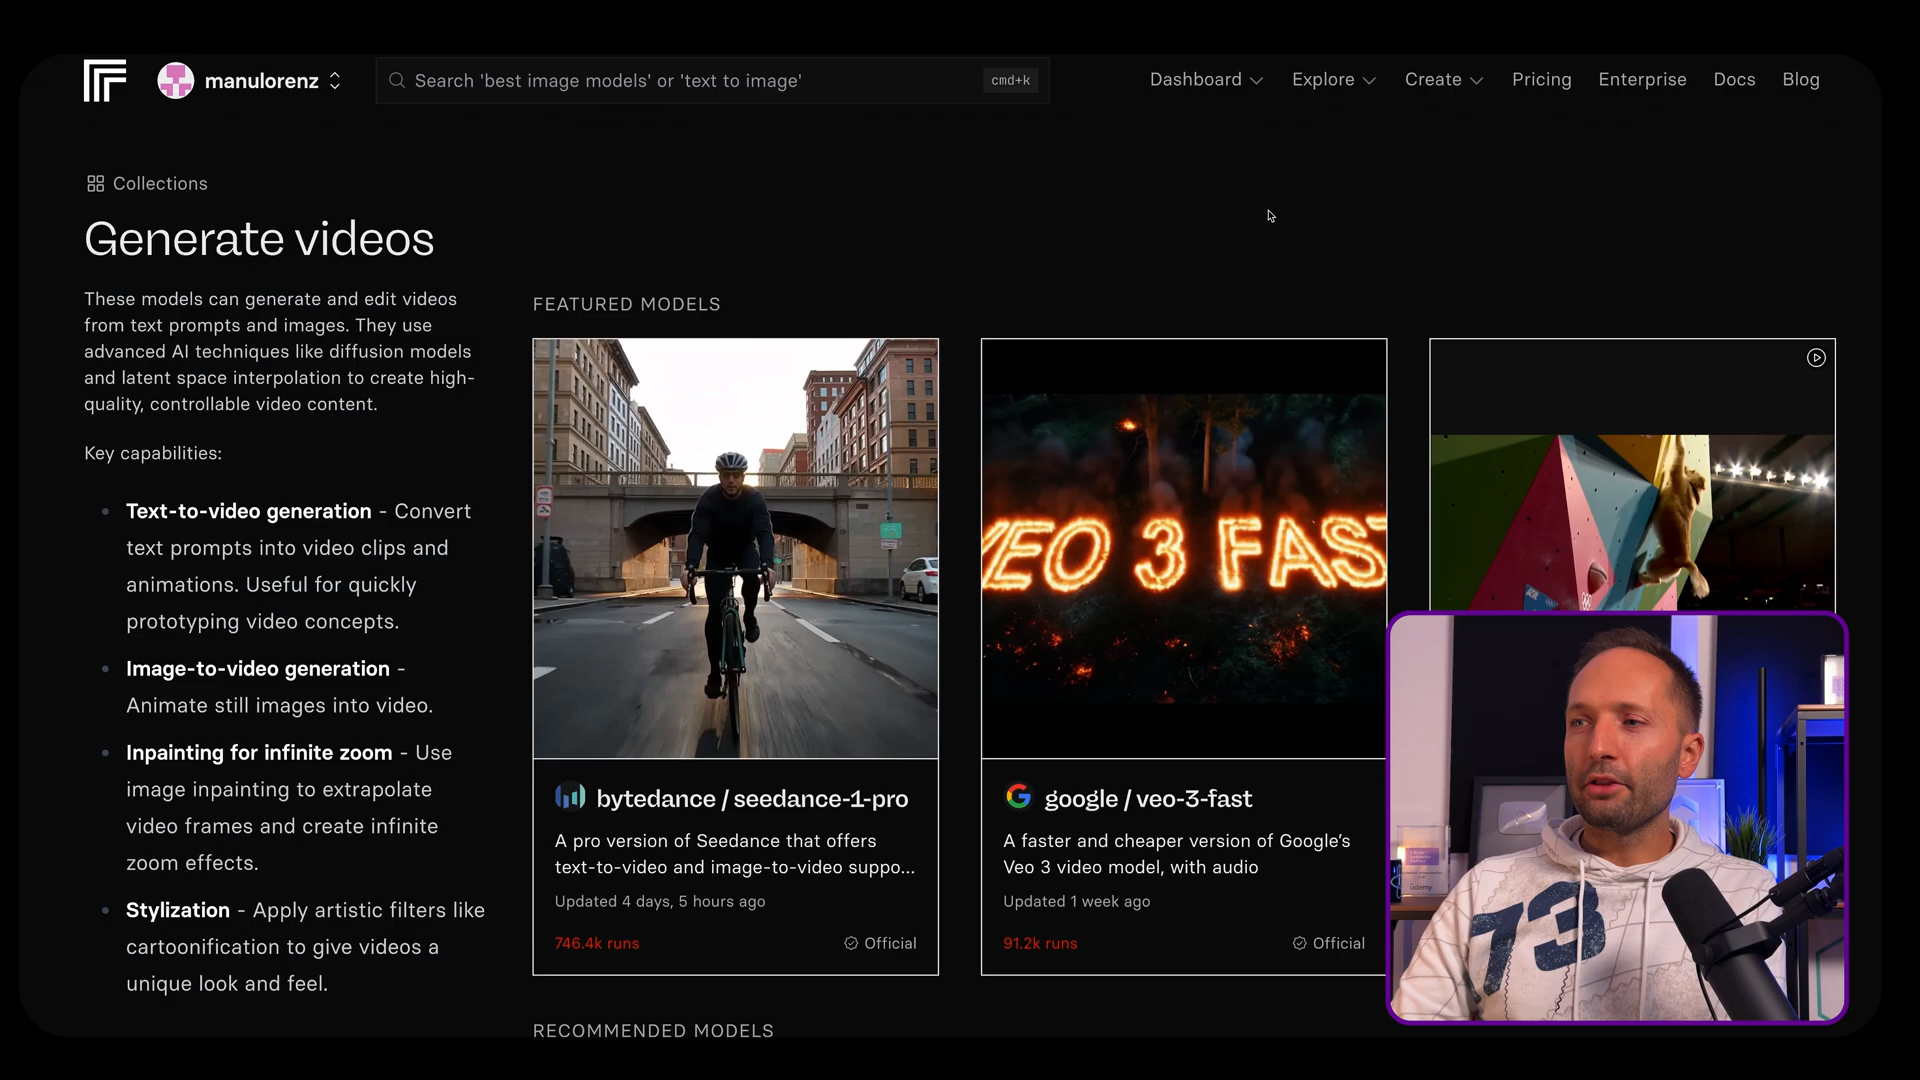 manulorenz
Search 'best image models' or 'text to image'
cmd+k
Dashboard
Explore
Create
Pricing
Enterprise
Docs
Blog
Collections
Generate videos
These models can generate and edit videos
from text prompts and images. They use
advanced AI techniques like diffusion models
and latent space interpolation to create high-
quality, controllable video content.
Key capabilities:
Text-to-video generation - Convert
text prompts into video clips and
animations. Useful for quickly
prototyping video concepts.
Image-to-video generation -
Animate still images into video.
Inpainting for infinite zoom - Use
image inpainting to extrapolate
video frames and create infinite
zoom effects.
Stylization - Apply artistic filters like
cartoonification to give videos a
unique look and feel.
FEATURED MODELS
bytedance / seedance-1-pro
A pro version of Seedance that offers
text-to-video and image-to-video suppo...
Updated 4 days, 5 hours ago
746.4k runs
Official
VEO 3 FAST
google / veo-3-fast
A faster and cheaper version of Google's
Veo 3 video model, with audio
Updated 1 week ago
91.2k runs
Official
udemy
73
RECOMMENDED MODELS